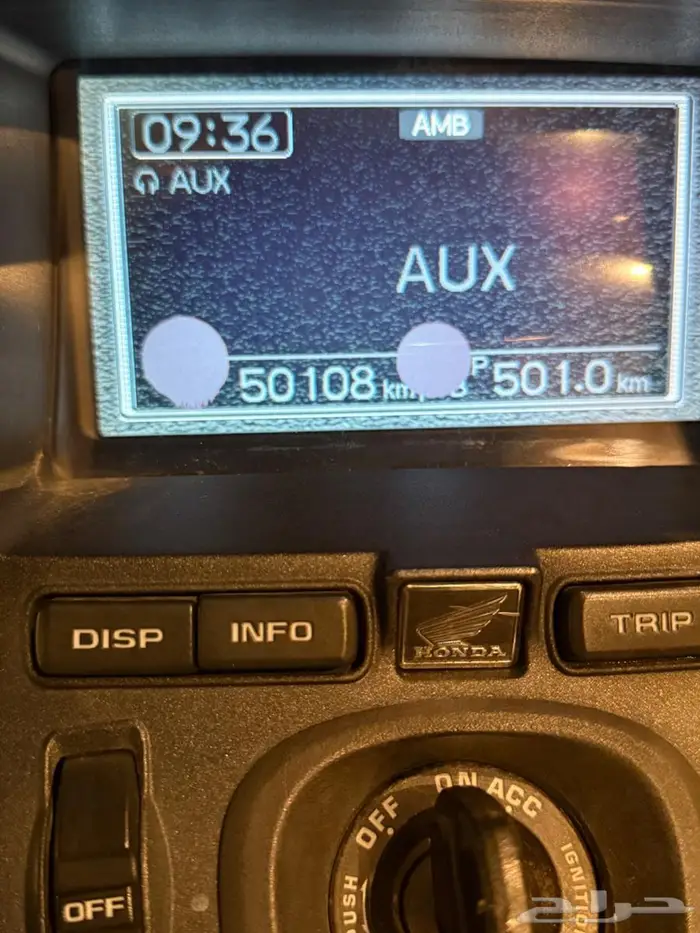 09:36 AMB
AUX
AUX
50108 km P 501.0 km
DISP INFO HONDA TRIP
OFF ON ACC
PUSH IGNITION
OFF
حراج